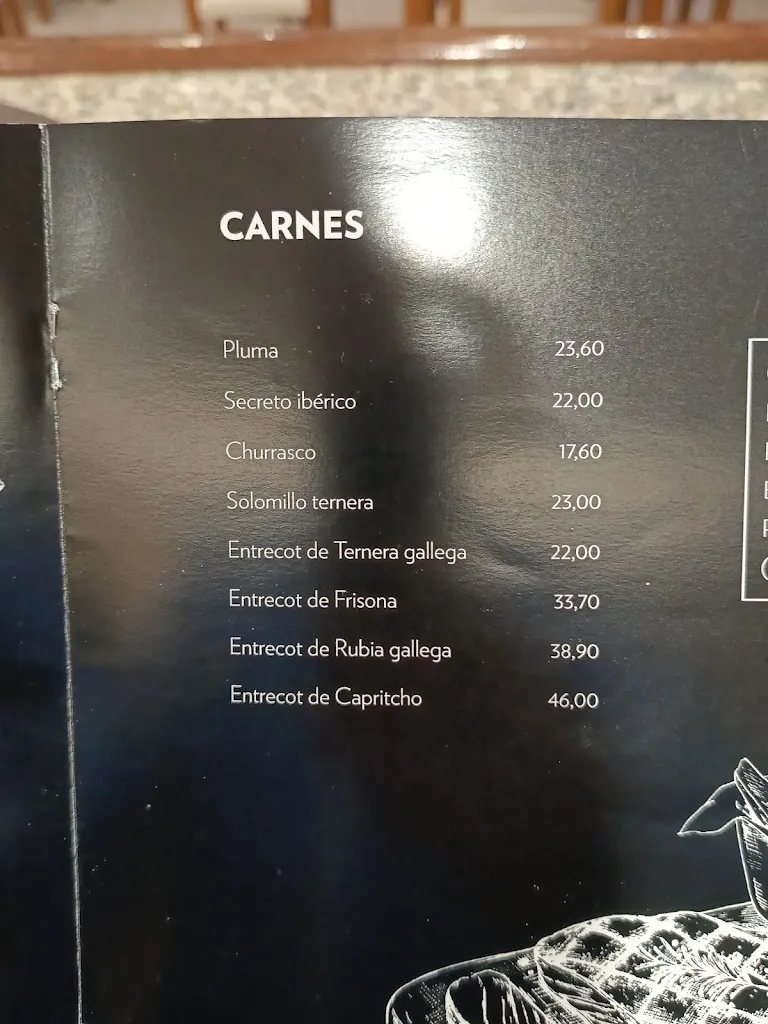 CARNES
Pluma 23,60
Secreto ibérico 22,00
Churrasco 17,60
Solomillo ternera 23,00
Entrecot de Ternera gallega 22,00
Entrecot de Frisona 33,70
Entrecot de Rubia gallega 38,90
Entrecot de Capritcho 46,00